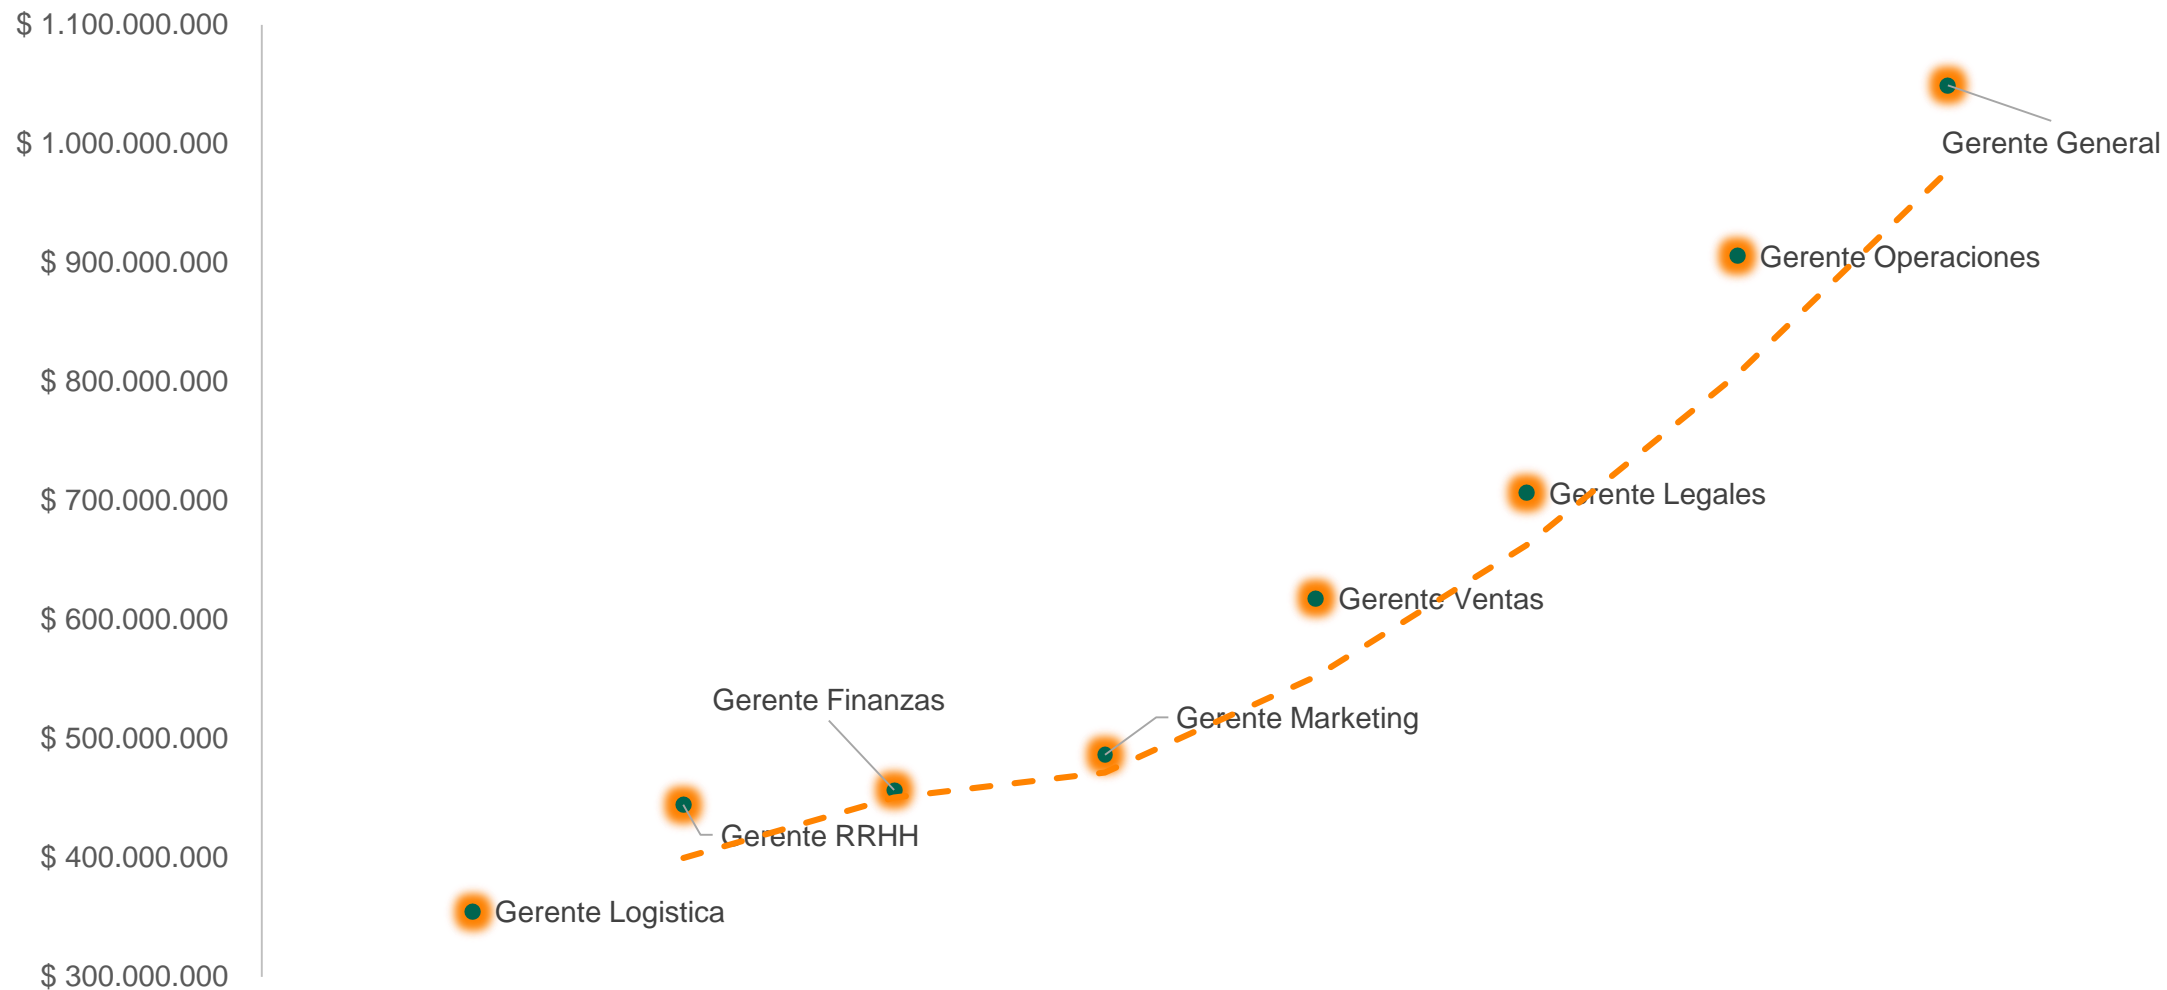 $ 1.100.000.000
$ 1.000.000.000
$ 900.000.000
$ 800.000.000
$ 700.000.000
$ 600.000.000
$ 500.000.000
$ 400.000.000
$ 300.000.000
Gerente General
Gerente Operaciones
Gerente Legales
Gerente Ventas
Gerente Finanzas
Gerente Marketing
Gerente RRHH
Gerente Logistica